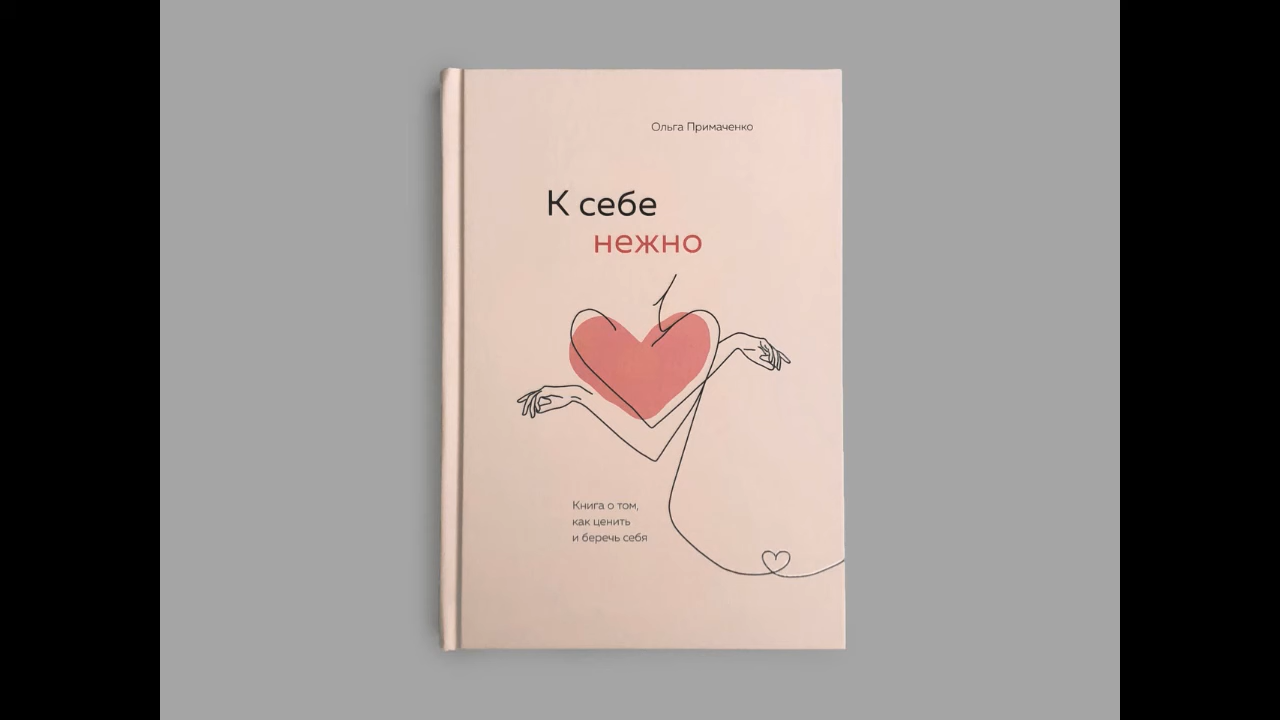 Ольга Примаченко
К себе
нежно
Книга о том,
как ценить
и беречь себя